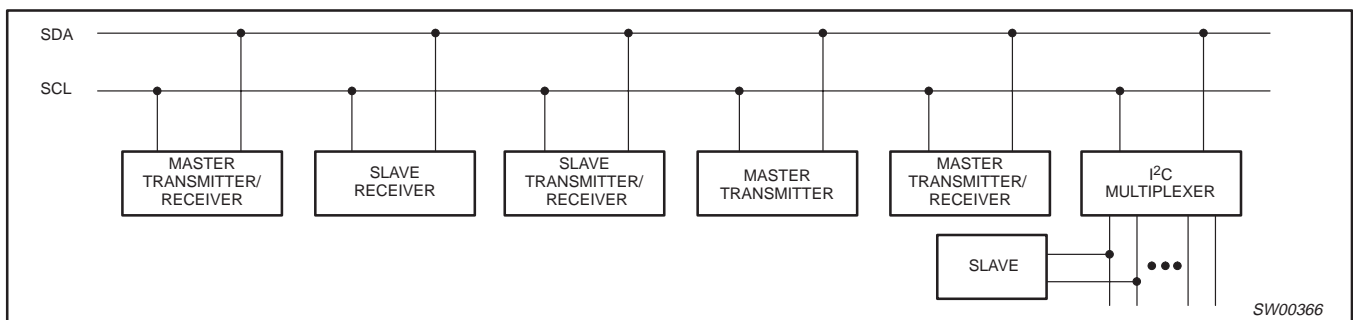 SDA
SCL
MASTER
TRANSMITTER/
RECEIVER
SLAVE
RECEIVER
SLAVE
TRANSMITTER/
RECEIVER
MASTER
TRANSMITTER
MASTER
TRANSMITTER/
RECEIVER
I²C
MULTIPLEXER
SLAVE
SW00366